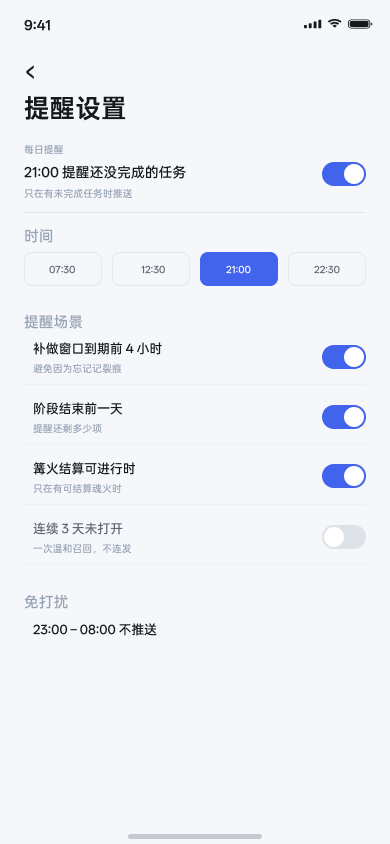 9:41
提醒设置
每日提醒
21:00 提醒还没完成的任务
只在有未完成任务时推送
时间
07:30
12:30
21:00
22:30
提醒场景
补做窗口到期前 4 小时
避免因为忘记记裂痕
阶段结束前一天
提醒还剩多少项
篝火结算可进行时
只在有可结算魂火时
连续 3 天未打开
一次温和召回，不连发
免打扰
23:00 – 08:00 不推送